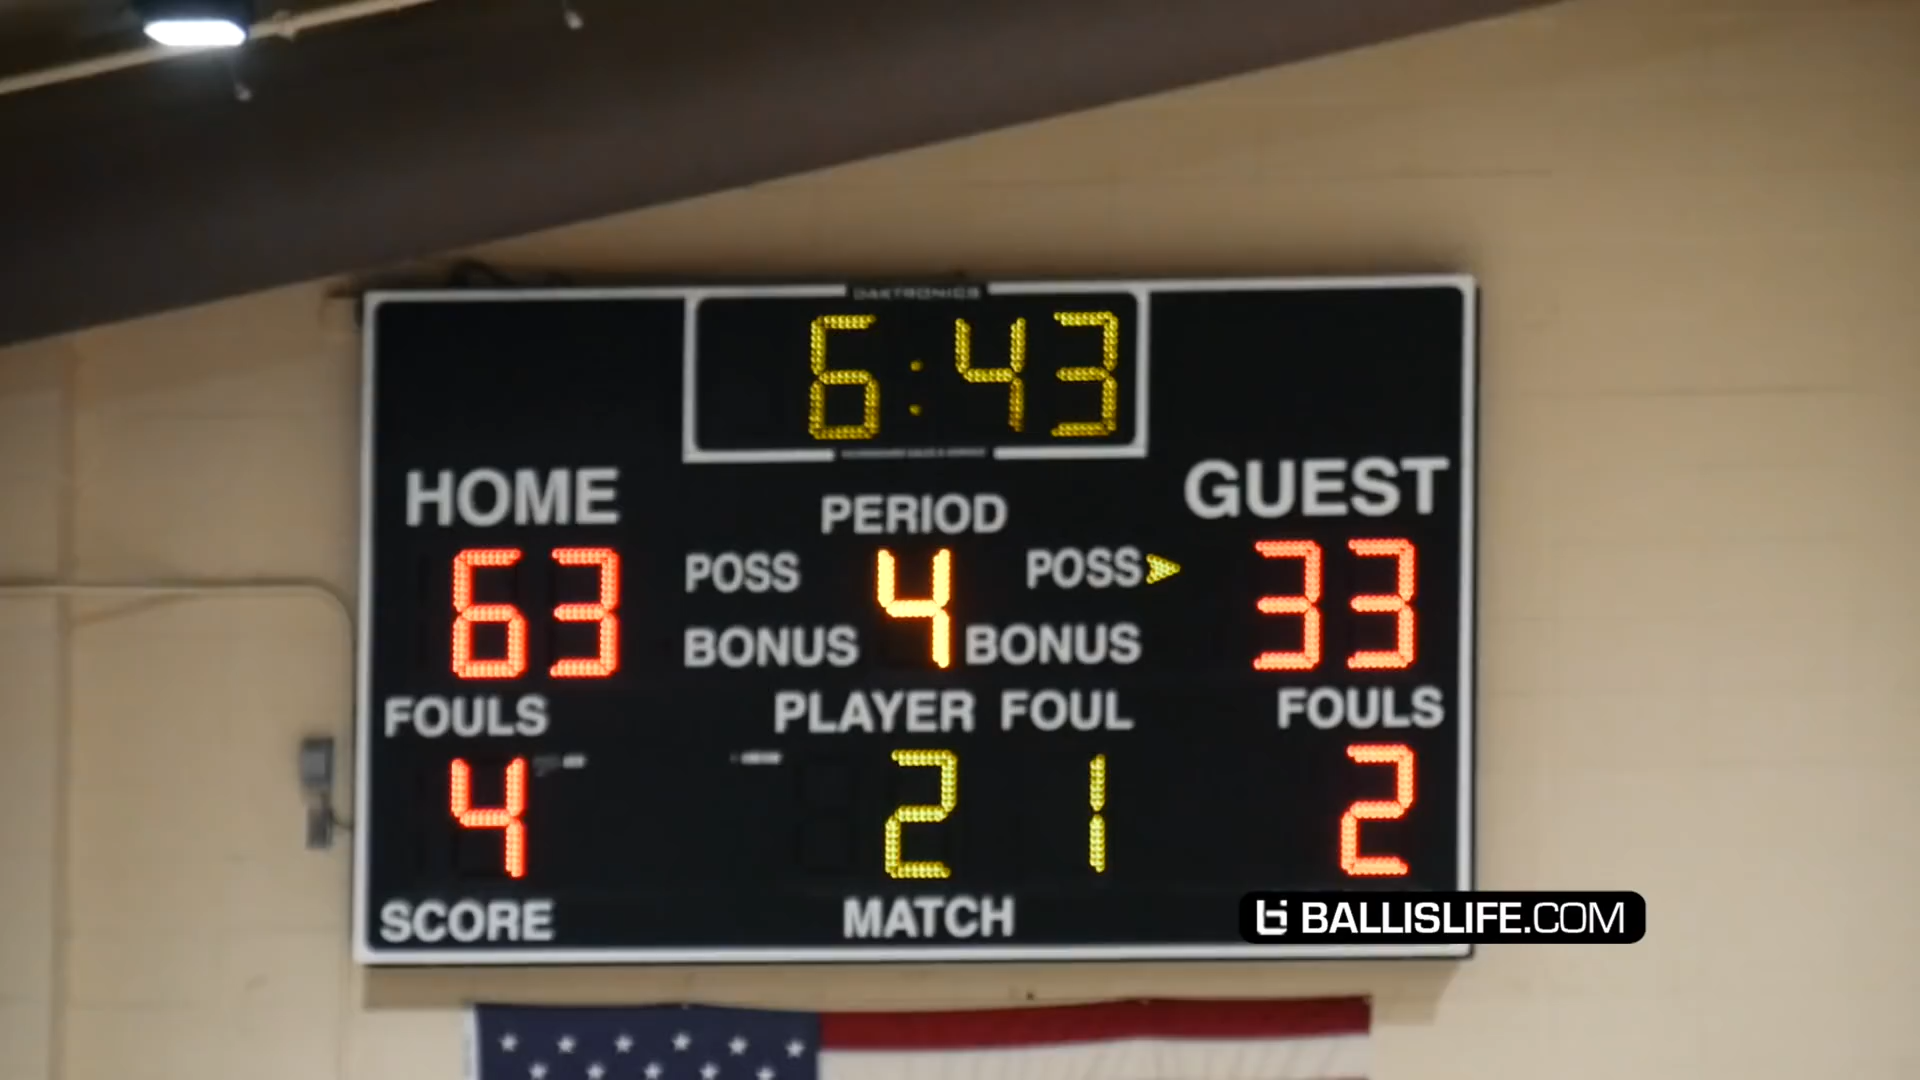 DAKTRONICS
6:43
HOME
PERIOD
GUEST
63
POSS
4
POSS
33
BONUS
BONUS
FOULS
PLAYER FOUL
FOULS
4
2 1
2
SCORE
MATCH
BALLISLIFE.COM